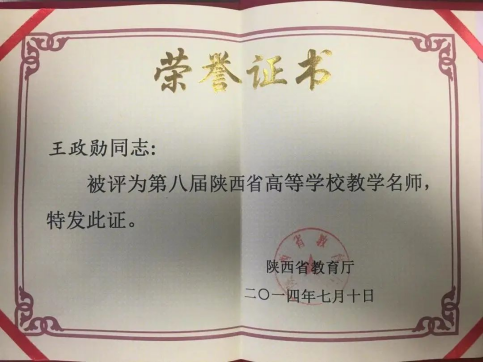 荣誉证书
王政勋同志：
被评为第八届陕西省高等学校教学名师，
特发此证。
陕西省教育厅
二〇一四年七月十日